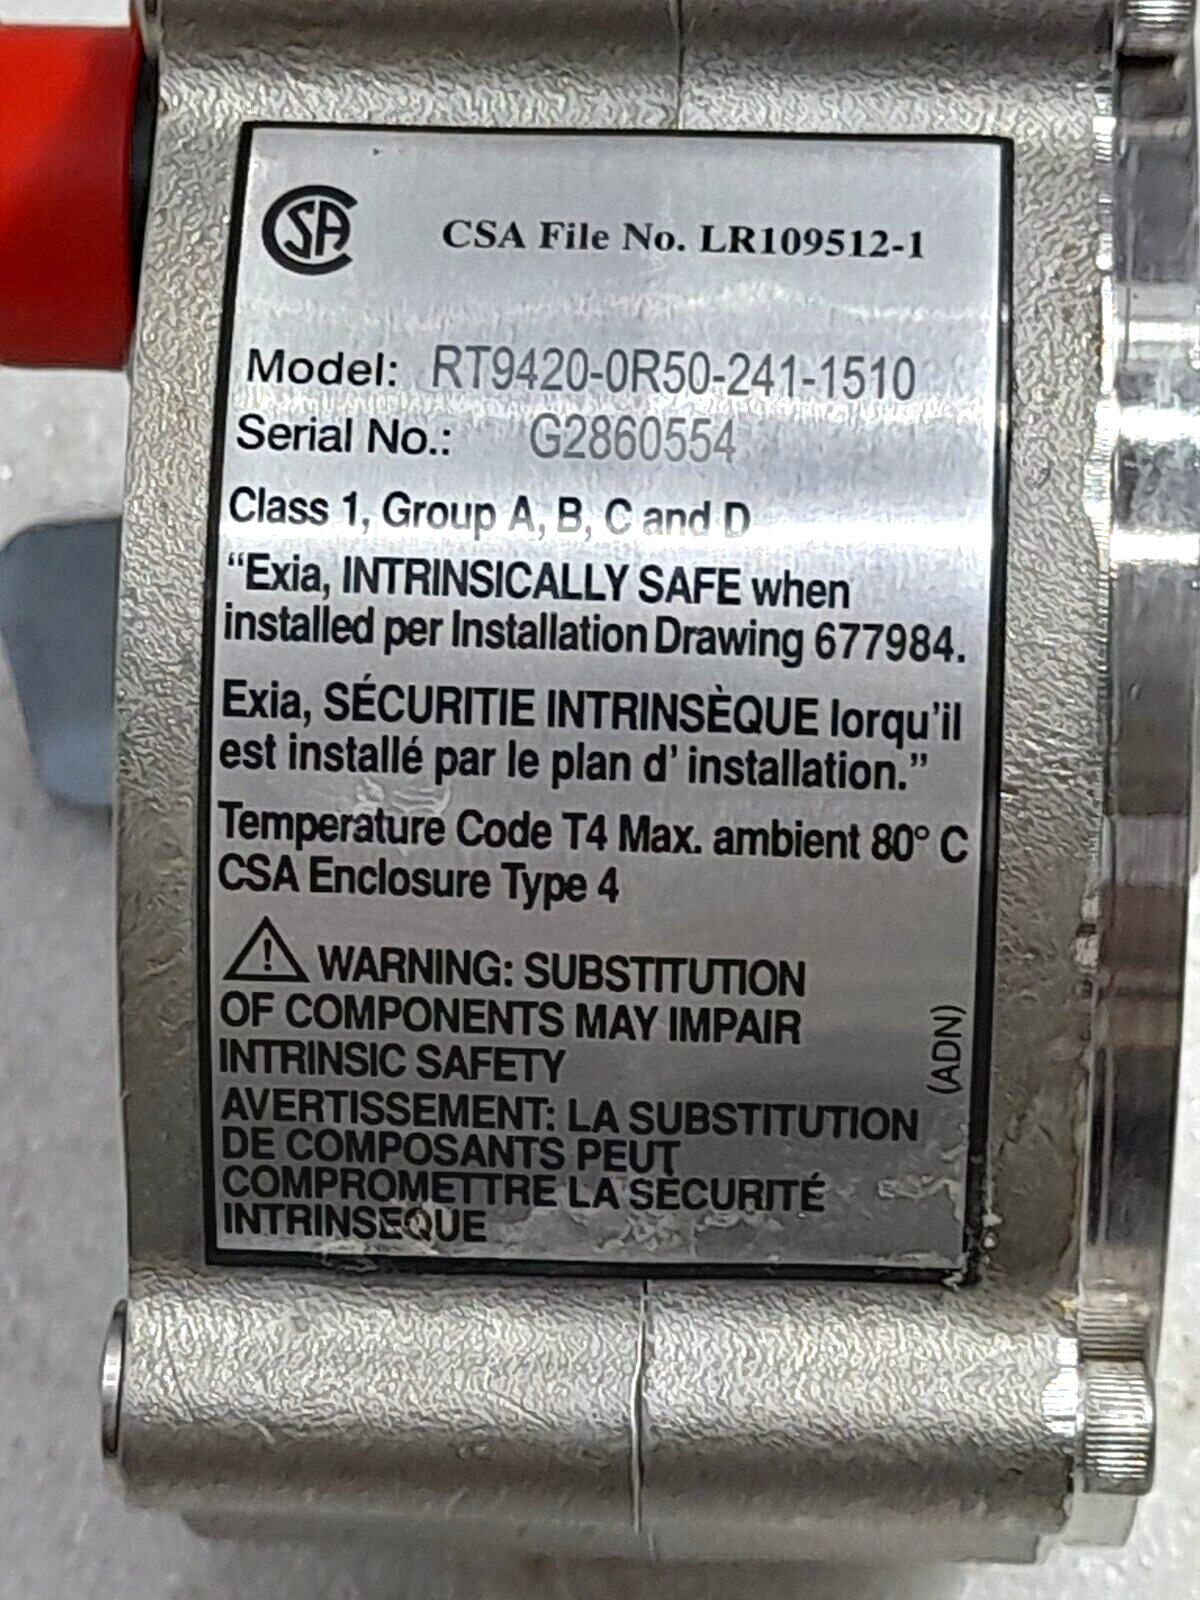 CSA
CSA File No. LR109512-1
Model: RT9420-0R50-241-1510
Serial No.: G2860554
Class 1, Group A, B, C and D
“Exia, INTRINSICALLY SAFE when
installed per Installation Drawing 677984.
Exia, SÉCURITIE INTRINSÈQUE lorqu'il
est installé par le plan d' installation.”
Temperature Code T4 Max. ambient 80° C
CSA Enclosure Type 4
WARNING: SUBSTITUTION
OF COMPONENTS MAY IMPAIR
INTRINSIC SAFETY
AVERTISSEMENT: LA SUBSTITUTION
DE COMPOSANTS PEUT
COMPROMETTRE LA SÉCURITÉ
INTRINSEQUE
(ADN)